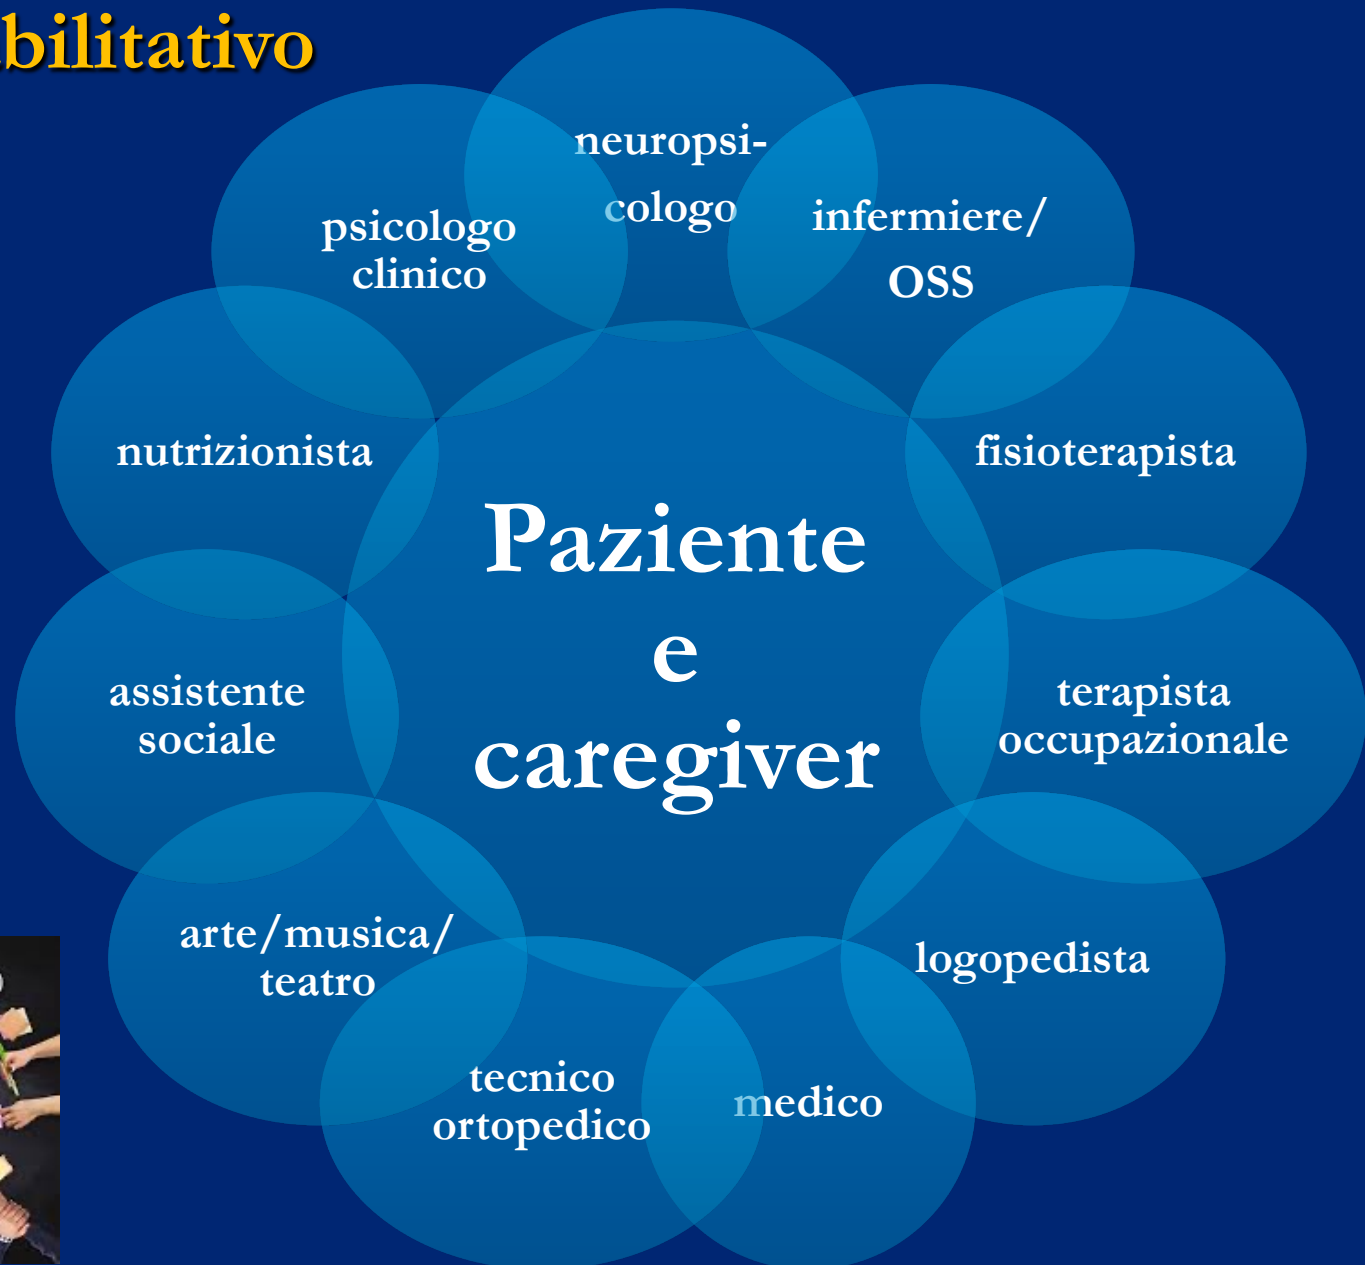 bilitativo
neuropsi-
cologo
infermiere/
OSS
psicologo
clinico
nutrizionista
fisioterapista
Paziente
e
caregiver
assistente
sociale
terapista
occupazionale
arte/musica/
teatro
logopedista
tecnico
ortopedico
medico